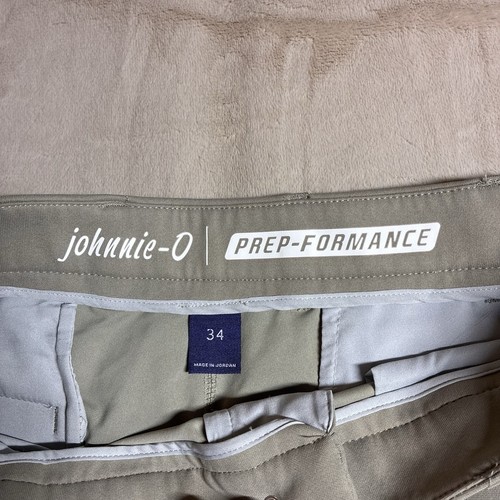 johnnie-O | PREP-FORMANCE
34
MADE IN JORDAN